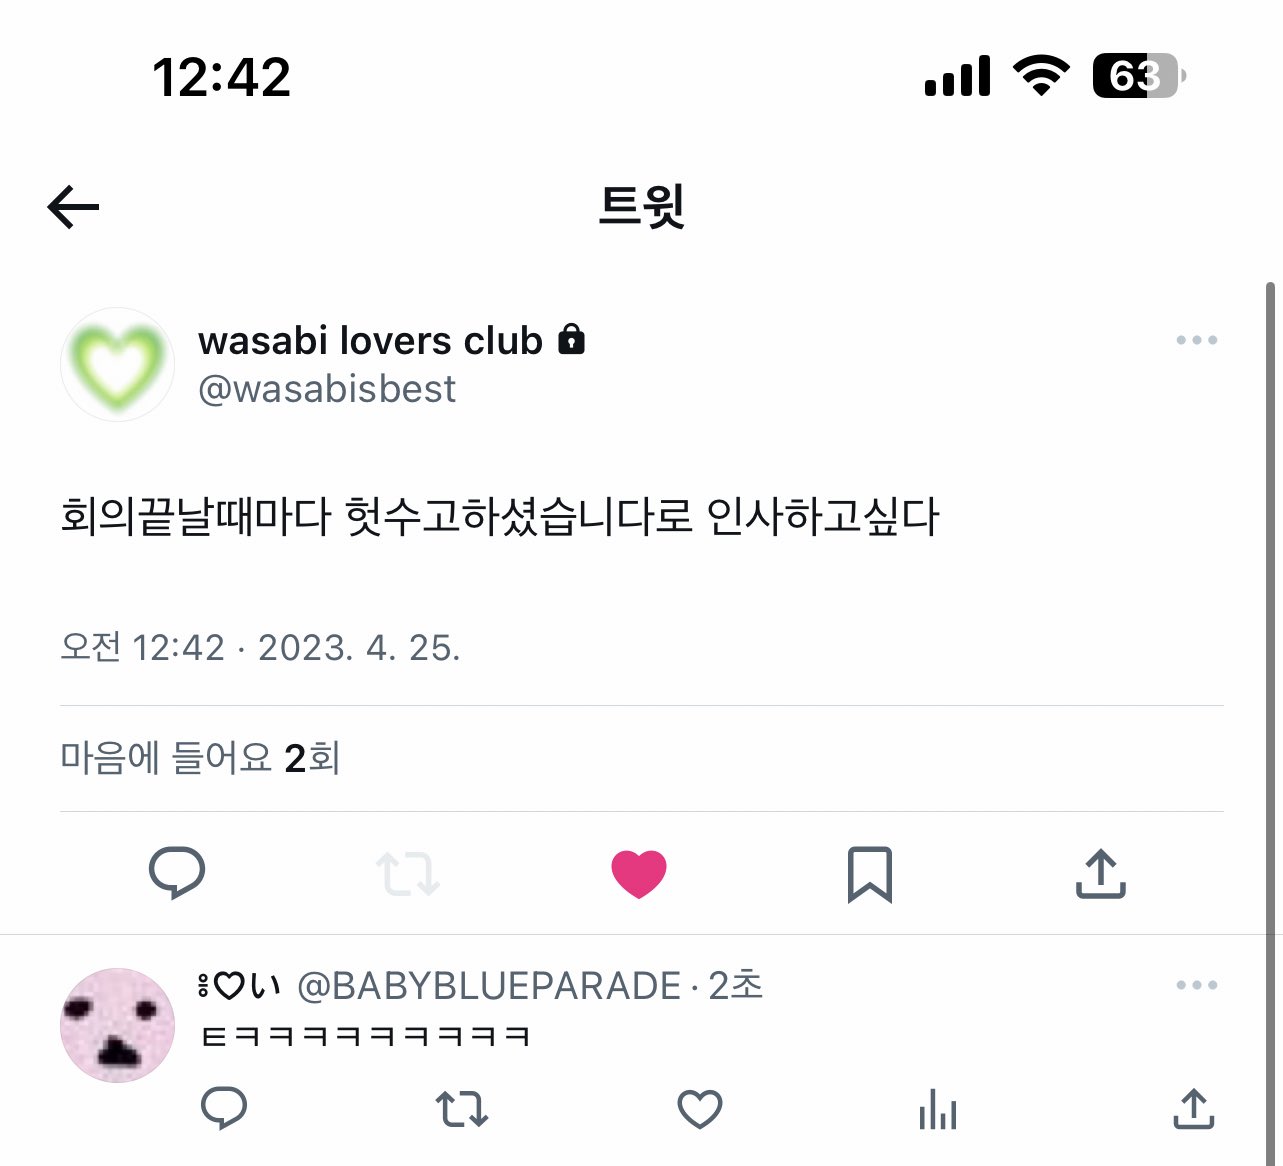 12:42
63
트윗
wasabi lovers club
@wasabisbest
회의끝날때마다 헛수고하셨습니다로 인사하고싶다
오전 12:42 · 2023. 4. 25.
마음에 들어요 2회
ஃ♡い @BABYBLUEPARADE · 2초
ㅌㅋㅋㅋㅋㅋㅋㅋㅋㅋ